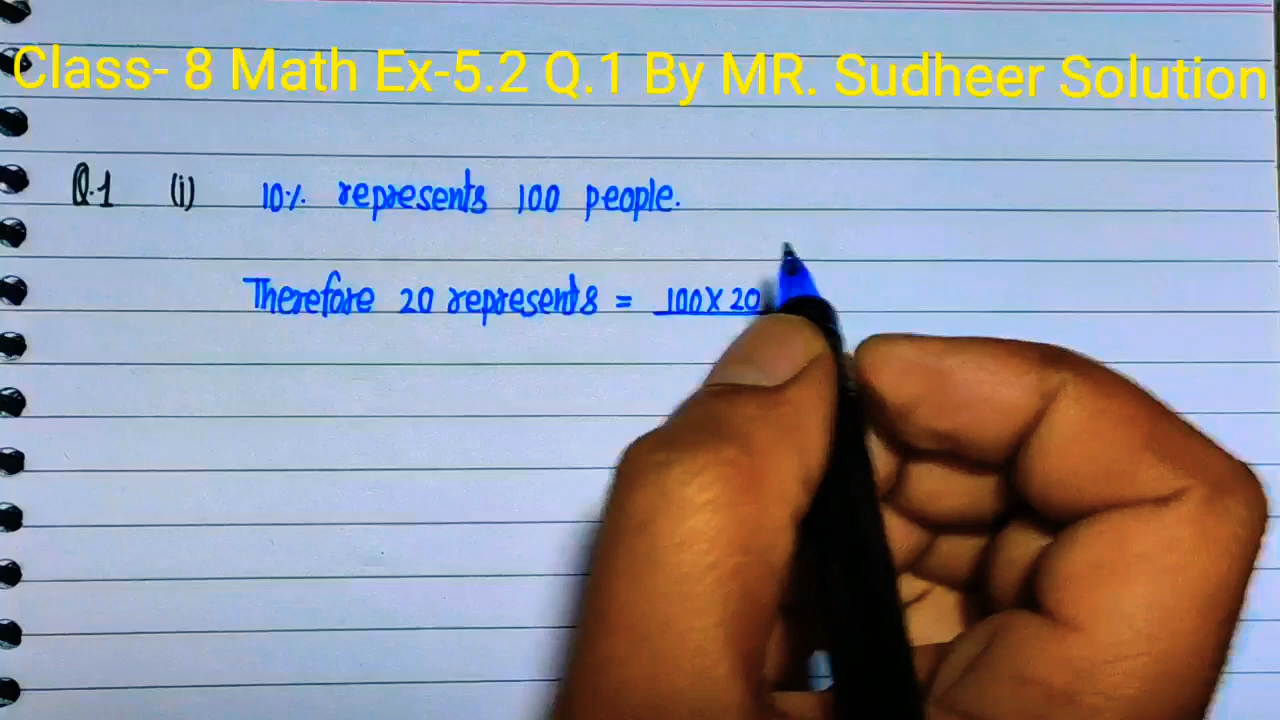 Class- 8 Math Ex-5.2 Q.1 By MR. Sudheer Solution
Q.1 (i) 10% represents 100 people.
Therefore 20 represents = 100 x 20